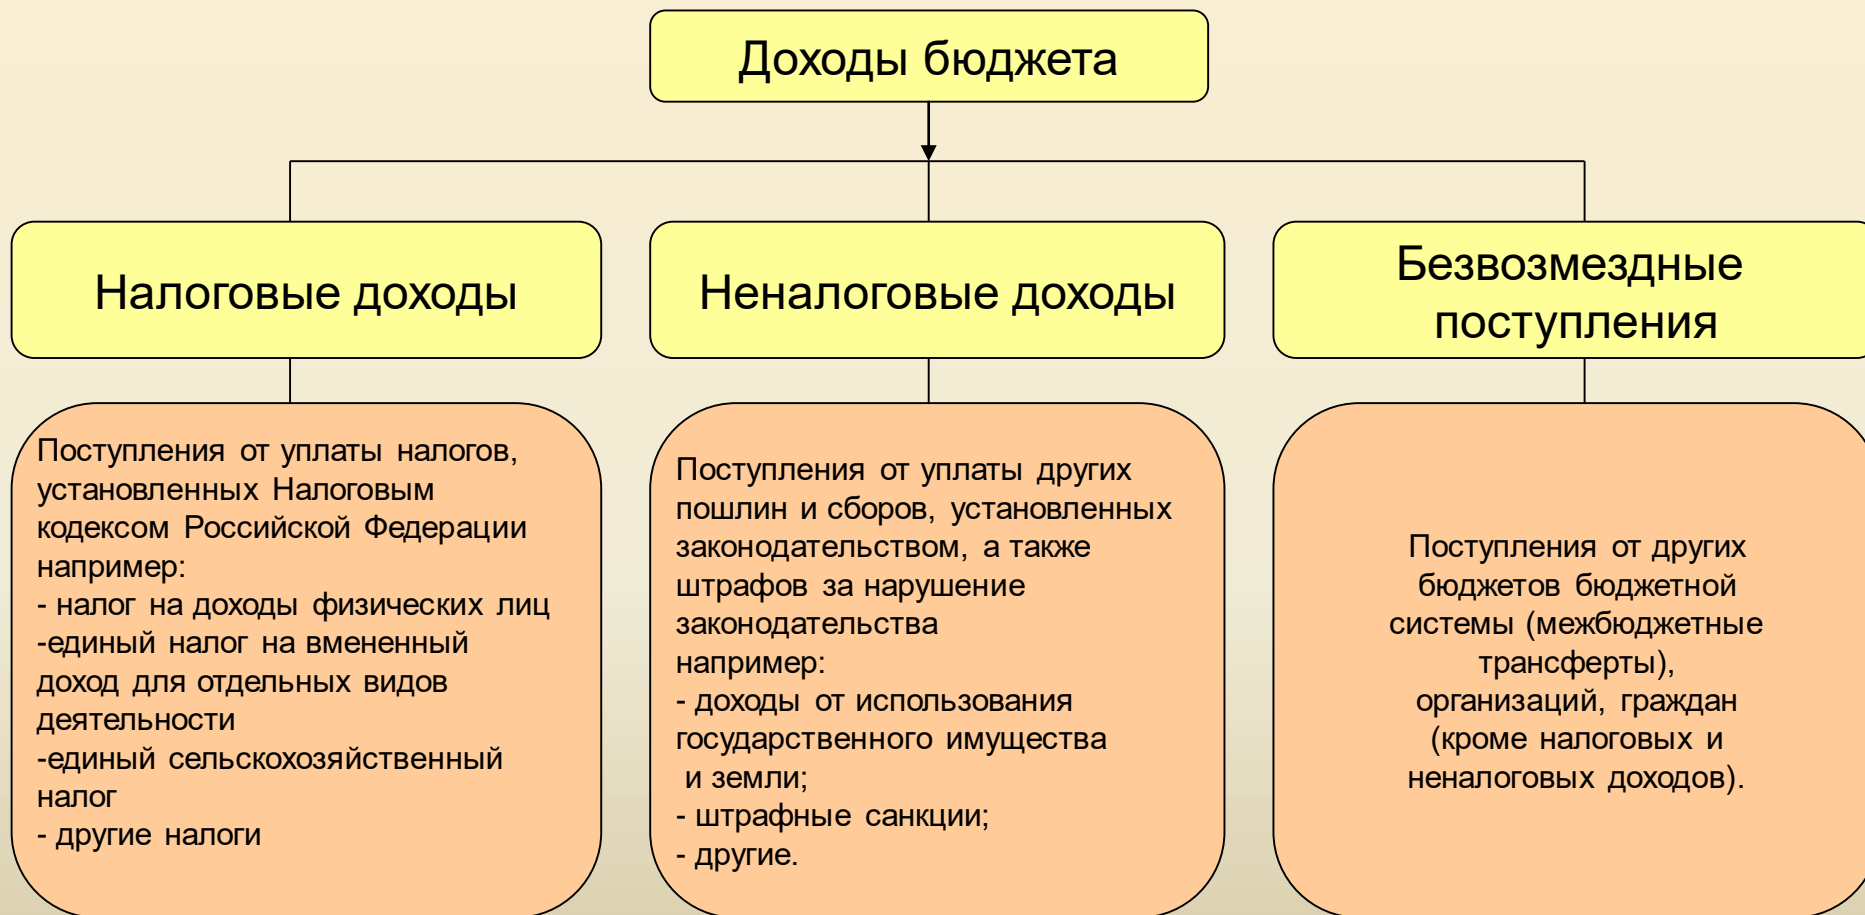 Доходы бюджета
Налоговые доходы
Неналоговые доходы
Безвозмездные
поступления
Поступления от уплаты налогов,
установленных Налоговым
кодексом Российской Федерации
например:
- налог на доходы физических лиц
-единый налог на вмененный
доход для отдельных видов
деятельности
-единый сельскохозяйственный
налог
- другие налоги
Поступления от уплаты других
пошлин и сборов, установленных
законодательством, а также
штрафов за нарушение
законодательства
например:
- доходы от использования
государственного имущества
и земли;
- штрафные санкции;
- другие.
Поступления от других
бюджетов бюджетной
системы (межбюджетные
трансферты),
организаций, граждан
(кроме налоговых и
неналоговых доходов).